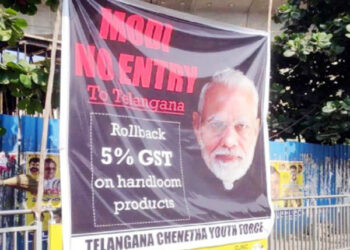 MODI
NO ENTRY
To Telangana
Rollback
5% GST
on handloom
products
TELANGANA CHENETHA YOUTH FORCE